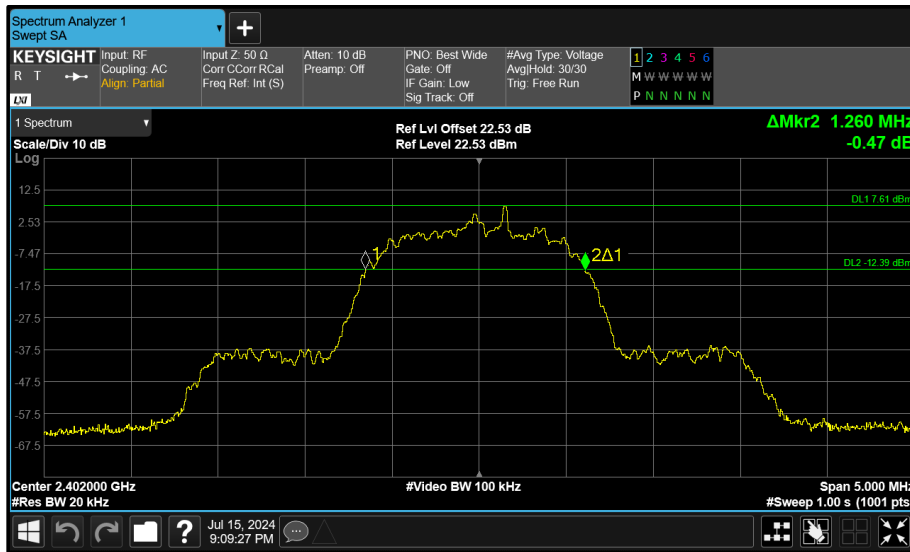 Spectrum Analyzer 1
Swept SA
KEYSIGHT
R T
LXI
Input: RF
Coupling: AC
Align: Partial
Input Z: 50 Ω
Corr CCorr RCal
Freq Ref: Int (S)
Atten: 10 dB
Preamp: Off
PNO: Best Wide
Gate: Off
IF Gain: Low
Sig Track: Off
#Avg Type: Voltage
Avg|Hold: 30/30
Trig: Free Run
1 2 3 4 5 6
M W W W W W
P N N N N N
1 Spectrum
Scale/Div 10 dB
Ref Lvl Offset 22.53 dB
Ref Level 22.53 dBm
ΔMkr2 1.260 MHz
-0.47 dB
Log
12.5
DL1 7.61 dBm
2.53
-7.47
1
2Δ1
DL2 -12.39 dBm
-17.5
-27.5
-37.5
-47.5
-57.5
-67.5
Center 2.402000 GHz
#Res BW 20 kHz
#Video BW 100 kHz
Span 5.000 MHz
#Sweep 1.00 s (1001 pts
?
Jul 15, 2024
9:09:27 PM